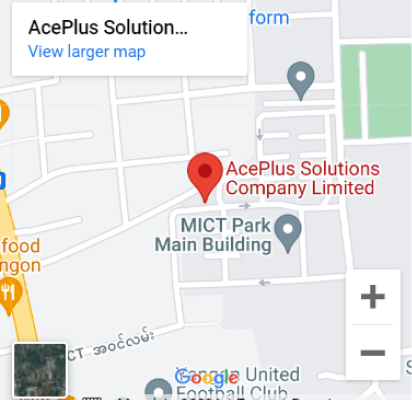 AcePlus Solution...
View larger map
form
AcePlus Solutions
Company Limited
MICT Park
Main Building
food
ngon
CT အဝင်လမ်း
Yangon United
Football Club
Google